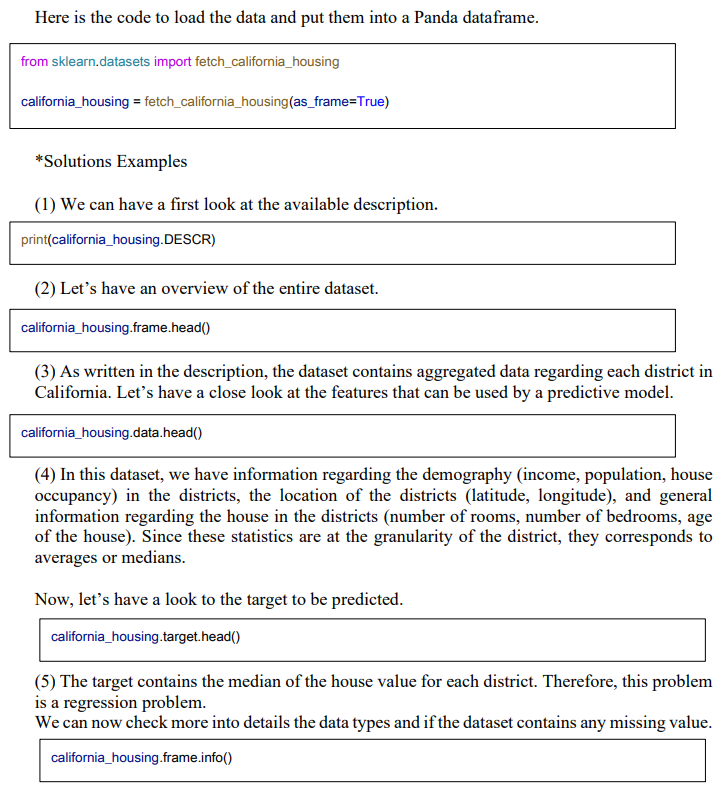 Here is the code to load the data and put them into a Panda dataframe.
from sklearn.datasets import fetch_california_housing
california_housing = fetch_california_housing(as_frame=True)
*Solutions Examples
(1) We can have a first look at the available description.
print(california_housing.DESCR)
(2) Let’s have an overview of the entire dataset.
california_housing.frame.head()
(3) As written in the description, the dataset contains aggregated data regarding each district in
California. Let’s have a close look at the features that can be used by a predictive model.
california_housing.data.head()
(4) In this dataset, we have information regarding the demography (income, population, house
occupancy) in the districts, the location of the districts (latitude, longitude), and general
information regarding the house in the districts (number of rooms, number of bedrooms, age
of the house). Since these statistics are at the granularity of the district, they corresponds to
averages or medians.
Now, let’s have a look to the target to be predicted.
california_housing.target.head()
(5) The target contains the median of the house value for each district. Therefore, this problem
is a regression problem.
We can now check more into details the data types and if the dataset contains any missing value.
california_housing.frame.info()